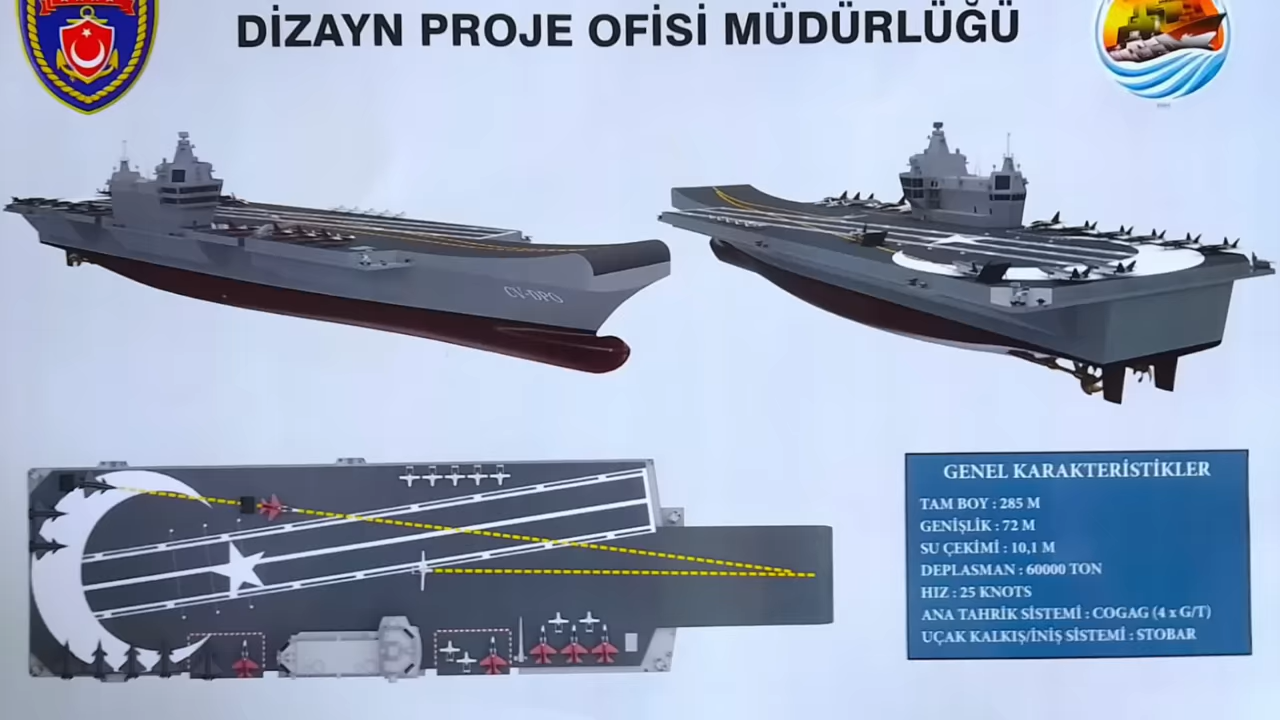 DİZAYN PROJE OFİSİ MÜDÜRLÜĞÜ
CV-DPO
GENEL KARAKTERİSTİKLER
TAM BOY : 285 M
GENİŞLİK : 72 M
SU ÇEKİMİ : 10,1 M
DEPLASMAN : 60000 TON
HIZ : 25 KNOTS
ANA TAHRİK SİSTEMİ : COGAG (4 x G/T)
UÇAK KALKIŞ/İNİŞ SİSTEMİ : STOBAR